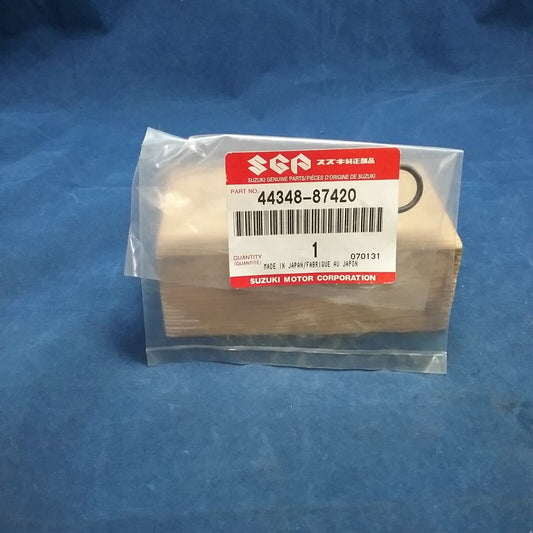 SGP スズキ純正部品
SUZUKI GENUINE PARTS/PIÈCES D'ORIGINE DE SUZUKI
PART NO. 44348-87420
QUANTITY
(QUANTITÉ) 1 070131
MADE IN JAPAN/FABRIQUE AU JAPON
SUZUKI MOTOR CORPORATION